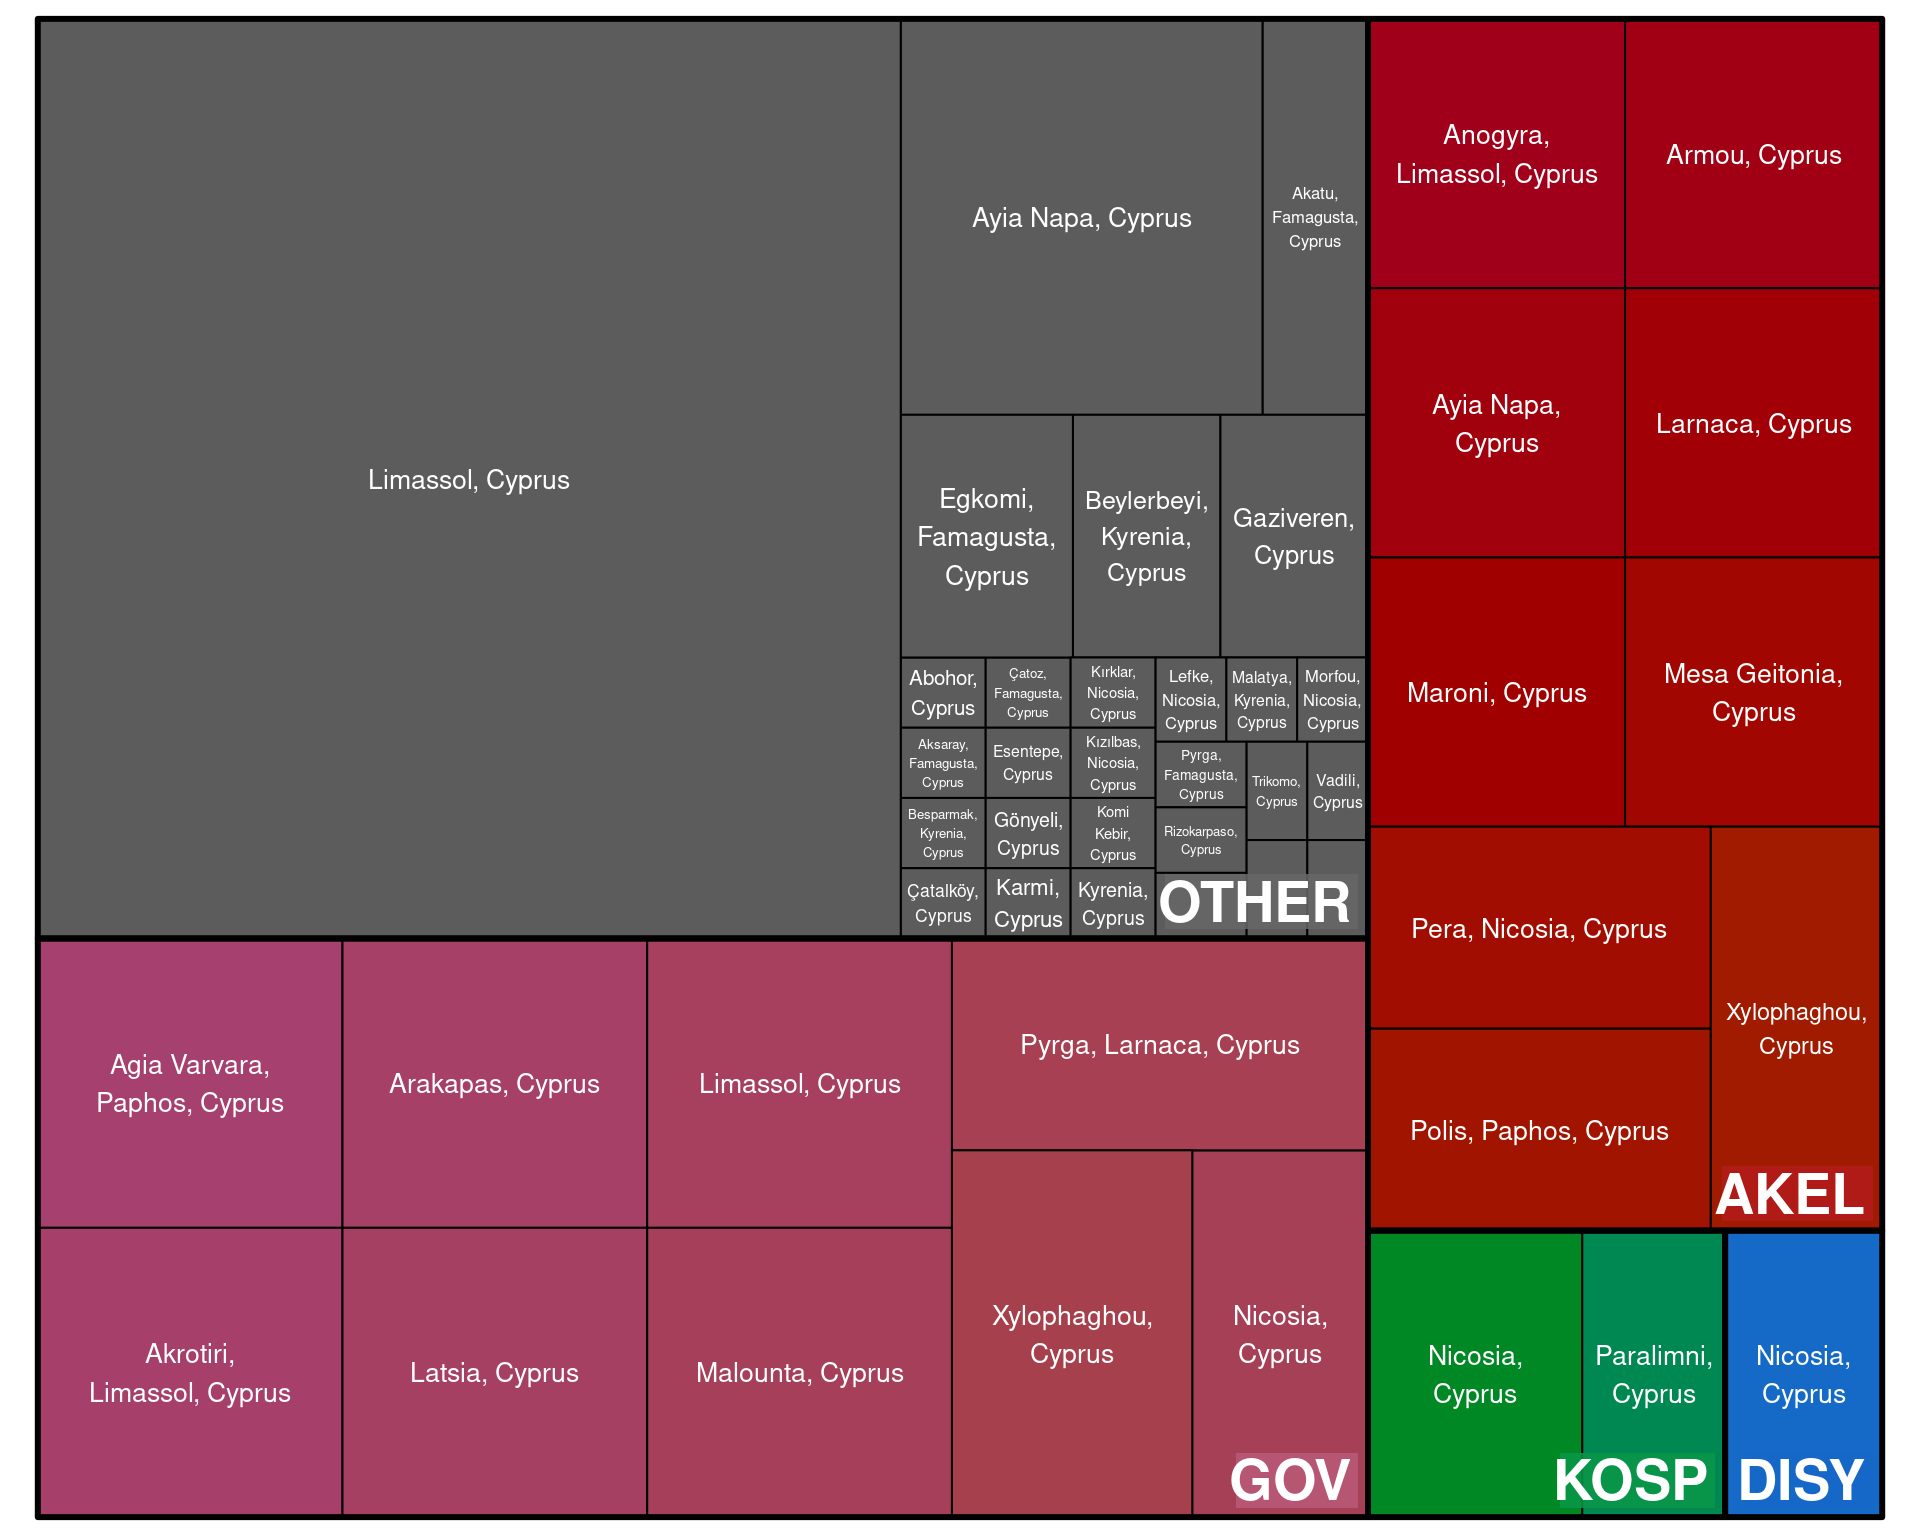 Limassol, Cyprus
Ayia Napa, Cyprus
Akatu,
Famagusta,
Cyprus
Egkomi,
Famagusta,
Cyprus
Beylerbeyi,
Kyrenia,
Cyprus
Gaziveren,
Cyprus
Abohor,
Cyprus
Çatoz,
Famagusta,
Cyprus
Kırklar,
Nicosia,
Cyprus
Lefke,
Nicosia,
Cyprus
Malatya,
Kyrenia,
Cyprus
Morfou,
Nicosia,
Cyprus
Aksaray,
Famagusta,
Cyprus
Esentepe,
Cyprus
Kızılbas,
Nicosia,
Cyprus
Pyrga,
Famagusta,
Cyprus
Trikomo,
Cyprus
Vadili,
Cyprus
Besparmak,
Kyrenia,
Cyprus
Gönyeli,
Cyprus
Komi
Kebir,
Cyprus
Rizokarpaso,
Cyprus
Çatalköy,
Cyprus
Karmi,
Cyprus
Kyrenia,
Cyprus
OTHER
Anogyra,
Limassol, Cyprus
Armou, Cyprus
Ayia Napa,
Cyprus
Larnaca, Cyprus
Maroni, Cyprus
Mesa Geitonia,
Cyprus
Pera, Nicosia, Cyprus
Polis, Paphos, Cyprus
Xylophaghou,
Cyprus
AKEL
Agia Varvara,
Paphos, Cyprus
Arakapas, Cyprus
Limassol, Cyprus
Pyrga, Larnaca, Cyprus
Akrotiri,
Limassol, Cyprus
Latsia, Cyprus
Malounta, Cyprus
Xylophaghou,
Cyprus
Nicosia,
Cyprus
GOV
Nicosia,
Cyprus
Paralimni,
Cyprus
KOSP
Nicosia,
Cyprus
DISY